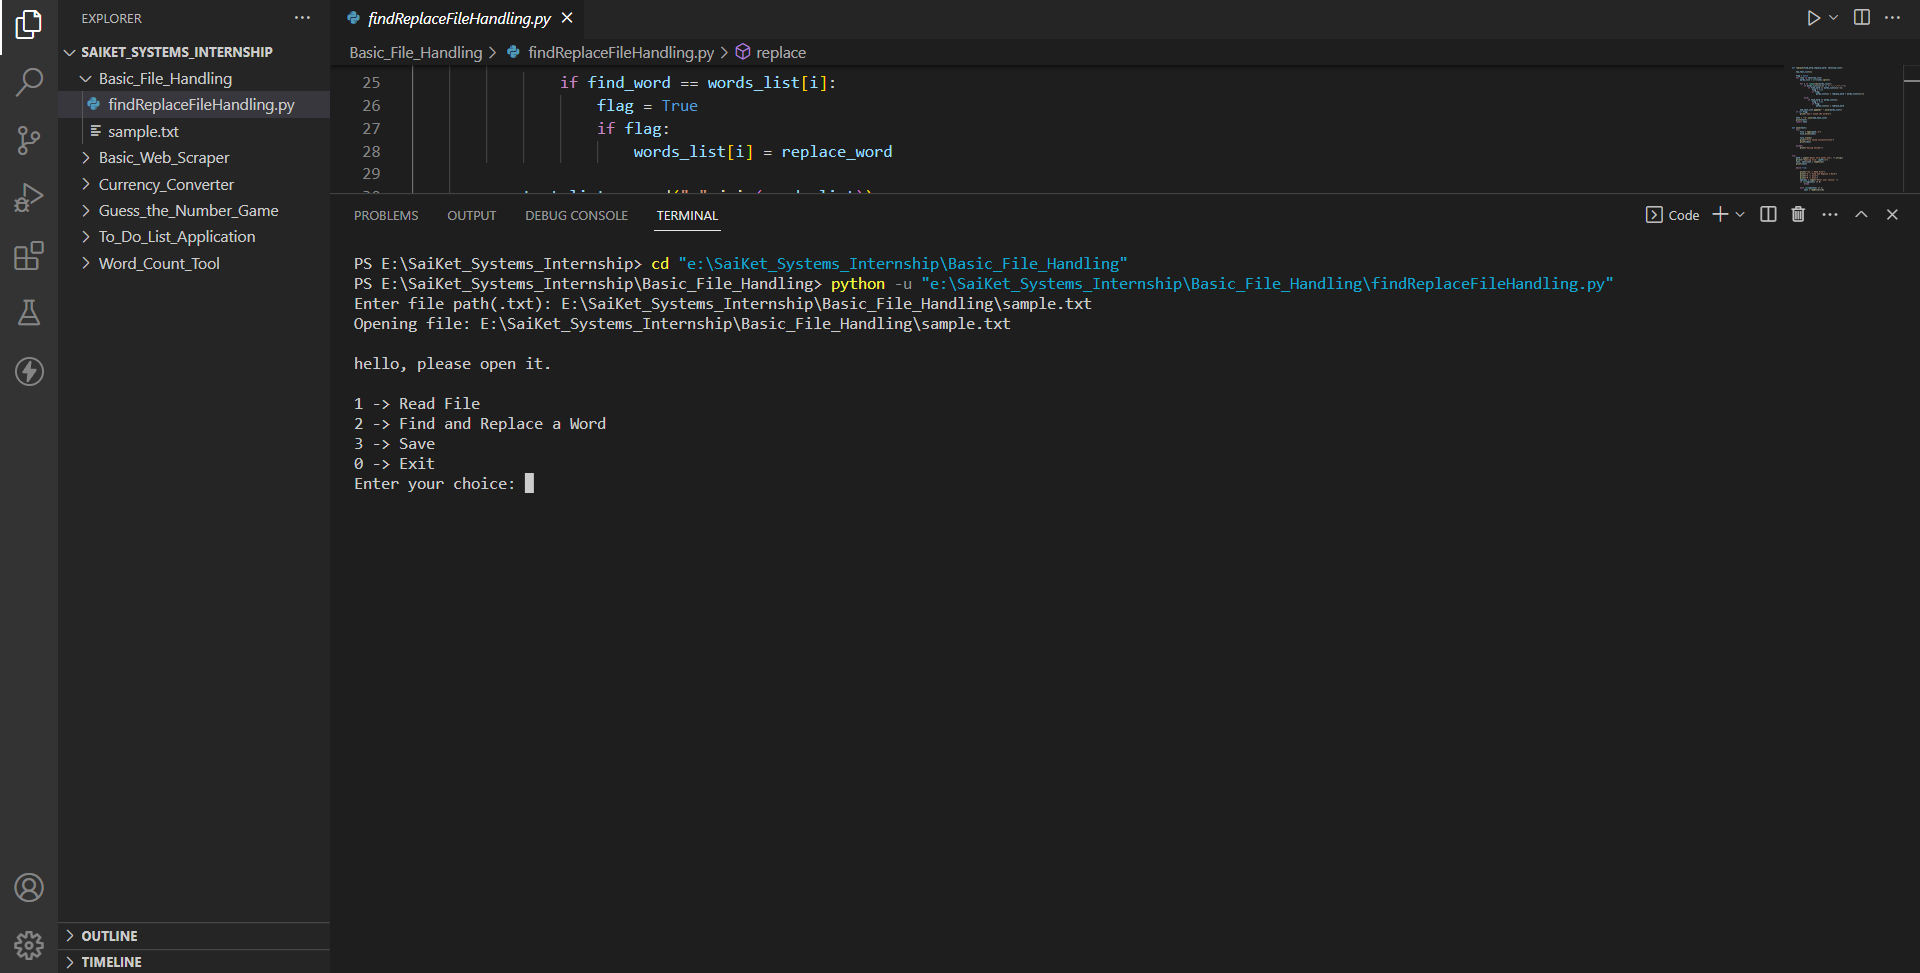 EXPLORER
SAIKET_SYSTEMS_INTERNSHIP
Basic_File_Handling
findReplaceFileHandling.py
sample.txt
Basic_Web_Scraper
Currency_Converter
Guess_the_Number_Game
To_Do_List_Application
Word_Count_Tool
OUTLINE
TIMELINE
findReplaceFileHandling.py
Basic_File_Handling > findReplaceFileHandling.py > replace
25 if find_word == words_list[i]:
26 flag = True
27 if flag:
28 words_list[i] = replace_word
29
PROBLEMS OUTPUT DEBUG CONSOLE TERMINAL Code
PS E:\SaiKet_Systems_Internship> cd "e:\SaiKet_Systems_Internship\Basic_File_Handling"
PS E:\SaiKet_Systems_Internship\Basic_File_Handling> python -u "e:\SaiKet_Systems_Internship\Basic_File_Handling\findReplaceFileHandling.py"
Enter file path(.txt): E:\SaiKet_Systems_Internship\Basic_File_Handling\sample.txt
Opening file: E:\SaiKet_Systems_Internship\Basic_File_Handling\sample.txt
hello, please open it.
1 -> Read File
2 -> Find and Replace a Word
3 -> Save
0 -> Exit
Enter your choice: